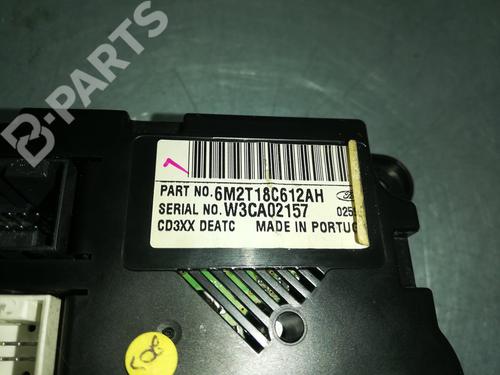 B-PARTS
PART NO. 6M2T18C612AH
SERIAL NO. W3CA02157
CD3XX DEATC MADE IN PORTUG